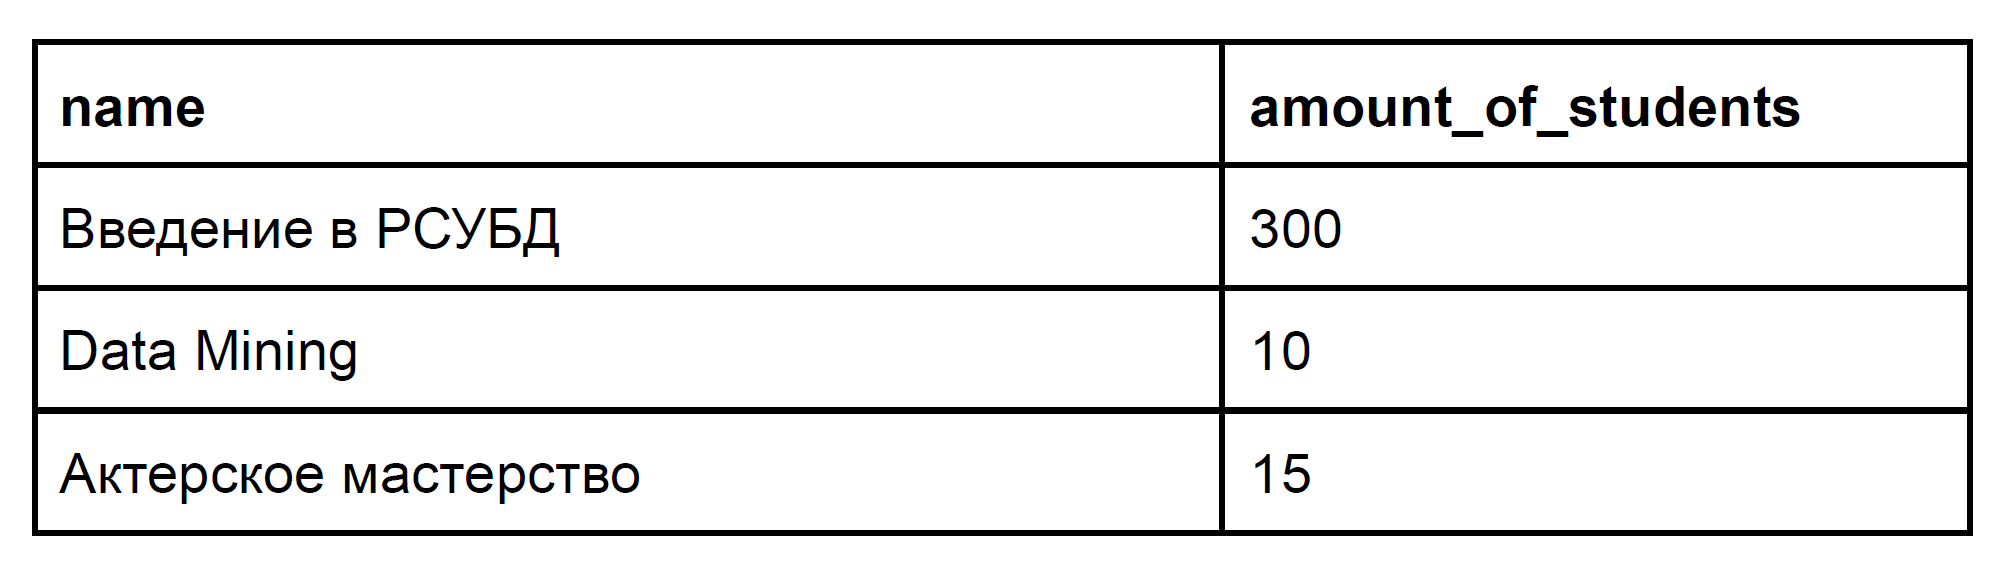 name amount_of_students
Введение в РСУБД 300
Data Mining 10
Актерское мастерство 15